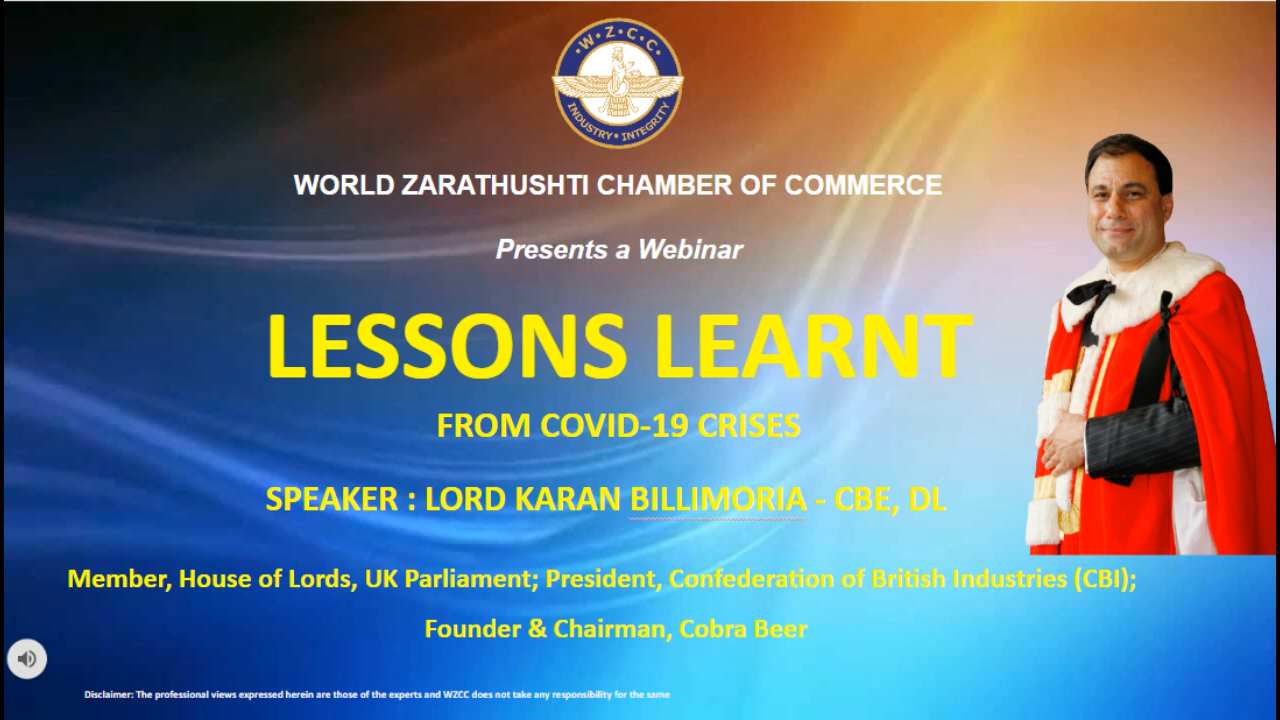 W • Z • C • C
INDUSTRY • INTEGRITY
WORLD ZARATHUSHTI CHAMBER OF COMMERCE
Presents a Webinar
LESSONS LEARNT
FROM COVID-19 CRISES
SPEAKER : LORD KARAN BILLIMORIA - CBE, DL
Member, House of Lords, UK Parliament; President, Confederation of British Industries (CBI);
Founder & Chairman, Cobra Beer
Disclaimer: The professional views expressed herein are those of the experts and WZCC does not take any responsibility for the same